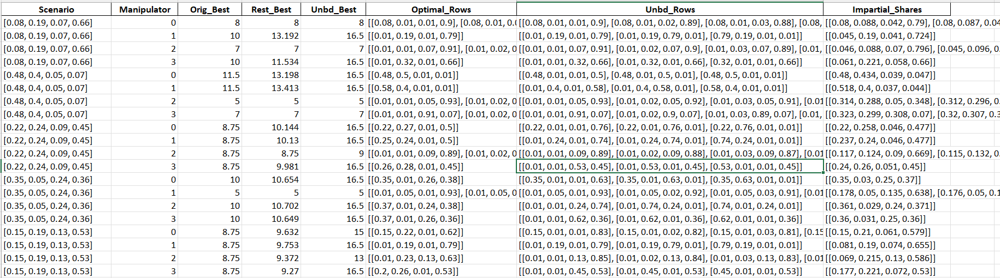 Scenario Manipulator Orig_Best Rest_Best Unbd_Best Optimal_Rows Unbd_Rows Impartial_Shares
[0.08, 0.19, 0.07, 0.66] 0 8 8 8 [[0.08, 0.01, 0.01, 0.9], [0.08, 0.01, 0.0 [[0.08, 0.01, 0.01, 0.9], [0.08, 0.01, 0.02, 0.89], [0.08, 0.01, 0.03, 0.88], [0.08, [[0.08, 0.088, 0.042, 0.79], [0.08, 0.087, 0.04
[0.08, 0.19, 0.07, 0.66] 1 10 13.192 16.5 [[0.01, 0.19, 0.01, 0.79]] [[0.01, 0.19, 0.01, 0.79], [0.01, 0.19, 0.79, 0.01], [0.79, 0.19, 0.01, 0.01]] [[0.045, 0.19, 0.041, 0.724]]
[0.08, 0.19, 0.07, 0.66] 2 7 7 7 [[0.01, 0.01, 0.07, 0.91], [0.01, 0.02, 0 [[0.01, 0.01, 0.07, 0.91], [0.01, 0.02, 0.07, 0.9], [0.01, 0.03, 0.07, 0.89], [0.01, [[0.046, 0.088, 0.07, 0.796], [0.045, 0.096, 0.
[0.08, 0.19, 0.07, 0.66] 3 10 11.534 16.5 [[0.01, 0.32, 0.01, 0.66]] [[0.01, 0.01, 0.32, 0.66], [0.01, 0.32, 0.01, 0.66], [0.32, 0.01, 0.01, 0.66]] [[0.061, 0.221, 0.058, 0.66]]
[0.48, 0.4, 0.05, 0.07] 0 11.5 13.198 16.5 [[0.48, 0.5, 0.01, 0.01]] [[0.48, 0.01, 0.01, 0.5], [0.48, 0.01, 0.5, 0.01], [0.48, 0.5, 0.01, 0.01]] [[0.48, 0.434, 0.039, 0.047]]
[0.48, 0.4, 0.05, 0.07] 1 11.5 13.413 16.5 [[0.58, 0.4, 0.01, 0.01]] [[0.01, 0.4, 0.01, 0.58], [0.01, 0.4, 0.58, 0.01], [0.58, 0.4, 0.01, 0.01]] [[0.518, 0.4, 0.037, 0.044]]
[0.48, 0.4, 0.05, 0.07] 2 5 5 5 [[0.01, 0.01, 0.05, 0.93], [0.01, 0.02, 0 [[0.01, 0.01, 0.05, 0.93], [0.01, 0.02, 0.05, 0.92], [0.01, 0.03, 0.05, 0.91], [0.01 [[0.314, 0.288, 0.05, 0.348], [0.312, 0.296, 0.
[0.48, 0.4, 0.05, 0.07] 3 7 7 7 [[0.01, 0.01, 0.91, 0.07], [0.01, 0.02, 0 [[0.01, 0.01, 0.91, 0.07], [0.01, 0.02, 0.9, 0.07], [0.01, 0.03, 0.89, 0.07], [0.01, [[0.323, 0.299, 0.308, 0.07], [0.32, 0.307, 0.3
[0.22, 0.24, 0.09, 0.45] 0 8.75 10.144 16.5 [[0.22, 0.27, 0.01, 0.5]] [[0.22, 0.01, 0.01, 0.76], [0.22, 0.01, 0.76, 0.01], [0.22, 0.76, 0.01, 0.01]] [[0.22, 0.258, 0.046, 0.477]]
[0.22, 0.24, 0.09, 0.45] 1 8.75 10.13 16.5 [[0.25, 0.24, 0.01, 0.5]] [[0.01, 0.24, 0.01, 0.74], [0.01, 0.24, 0.74, 0.01], [0.74, 0.24, 0.01, 0.01]] [[0.237, 0.24, 0.046, 0.477]]
[0.22, 0.24, 0.09, 0.45] 2 8.75 8.75 9 [[0.01, 0.01, 0.09, 0.89], [0.01, 0.02, 0 [[0.01, 0.01, 0.09, 0.89], [0.01, 0.02, 0.09, 0.88], [0.01, 0.03, 0.09, 0.87], [0.01 [[0.117, 0.124, 0.09, 0.669], [0.115, 0.132, 0.
[0.22, 0.24, 0.09, 0.45] 3 8.75 9.981 16.5 [[0.26, 0.28, 0.01, 0.45]] [[0.01, 0.01, 0.53, 0.45], [0.01, 0.53, 0.01, 0.45], [0.53, 0.01, 0.01, 0.45]] [[0.24, 0.26, 0.051, 0.45]]
[0.35, 0.05, 0.24, 0.36] 0 10 10.654 16.5 [[0.35, 0.01, 0.26, 0.38]] [[0.35, 0.01, 0.01, 0.63], [0.35, 0.01, 0.63, 0.01], [0.35, 0.63, 0.01, 0.01]] [[0.35, 0.03, 0.25, 0.37]]
[0.35, 0.05, 0.24, 0.36] 1 5 5 5 [[0.01, 0.05, 0.01, 0.93], [0.01, 0.05, 0 [[0.01, 0.05, 0.01, 0.93], [0.01, 0.05, 0.02, 0.92], [0.01, 0.05, 0.03, 0.91], [0.01 [[0.178, 0.05, 0.135, 0.638], [0.176, 0.05, 0.1
[0.35, 0.05, 0.24, 0.36] 2 10 10.702 16.5 [[0.37, 0.01, 0.24, 0.38]] [[0.01, 0.01, 0.24, 0.74], [0.01, 0.74, 0.24, 0.01], [0.74, 0.01, 0.24, 0.01]] [[0.361, 0.029, 0.24, 0.371]]
[0.35, 0.05, 0.24, 0.36] 3 10 10.649 16.5 [[0.37, 0.01, 0.26, 0.36]] [[0.01, 0.01, 0.62, 0.36], [0.01, 0.62, 0.01, 0.36], [0.62, 0.01, 0.01, 0.36]] [[0.36, 0.031, 0.25, 0.36]]
[0.15, 0.19, 0.13, 0.53] 0 8.75 9.632 15 [[0.15, 0.22, 0.01, 0.62]] [[0.15, 0.01, 0.01, 0.83], [0.15, 0.01, 0.02, 0.82], [0.15, 0.01, 0.03, 0.81], [0.15 [[0.15, 0.21, 0.061, 0.579]]
[0.15, 0.19, 0.13, 0.53] 1 8.75 9.753 16.5 [[0.01, 0.19, 0.01, 0.79]] [[0.01, 0.19, 0.01, 0.79], [0.01, 0.19, 0.79, 0.01], [0.79, 0.19, 0.01, 0.01]] [[0.081, 0.19, 0.074, 0.655]]
[0.15, 0.19, 0.13, 0.53] 2 8.75 9.372 13 [[0.01, 0.23, 0.13, 0.63]] [[0.01, 0.01, 0.13, 0.85], [0.01, 0.02, 0.13, 0.84], [0.01, 0.03, 0.13, 0.83], [0.01 [[0.069, 0.215, 0.13, 0.586]]
[0.15, 0.19, 0.13, 0.53] 3 8.75 9.27 16.5 [[0.2, 0.26, 0.01, 0.53]] [[0.01, 0.01, 0.45, 0.53], [0.01, 0.45, 0.01, 0.53], [0.45, 0.01, 0.01, 0.53]] [[0.177, 0.221, 0.072, 0.53]]